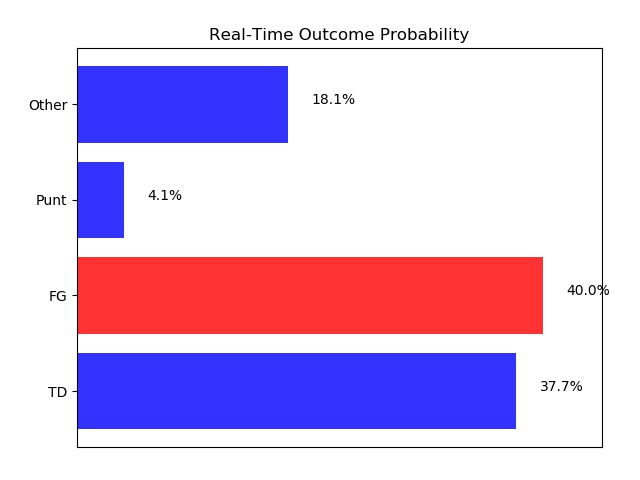 Real-Time Outcome Probability
Other 18.1%
Punt 4.1%
FG 40.0%
TD 37.7%